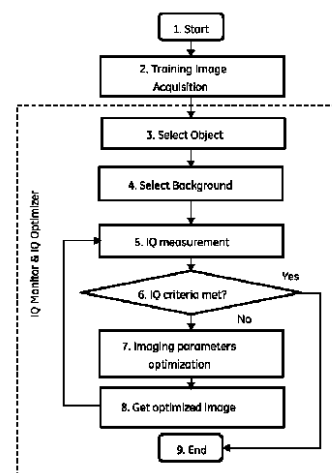 1. Start
2. Training Image
Acquisition
3. Select Object
4. Select Background
5. IQ measurement
6. IQ criteria met?
Yes
No
7. Imaging parameters
optimization
8. Get optimized image
9. End
IQ Monitor & IQ Optimizer